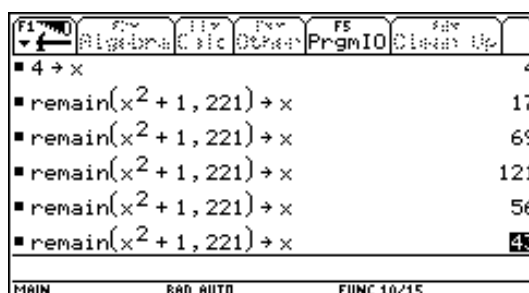 F1 F2 F3 F4 F5 F6
Algebra Calc Other PrgmIO Clean Up
▪ 4 → x 4
▪ remain(x² + 1, 221) → x 17
▪ remain(x² + 1, 221) → x 69
▪ remain(x² + 1, 221) → x 121
▪ remain(x² + 1, 221) → x 56
▪ remain(x² + 1, 221) → x 43
MAIN RAD AUTO FUNC 10/15